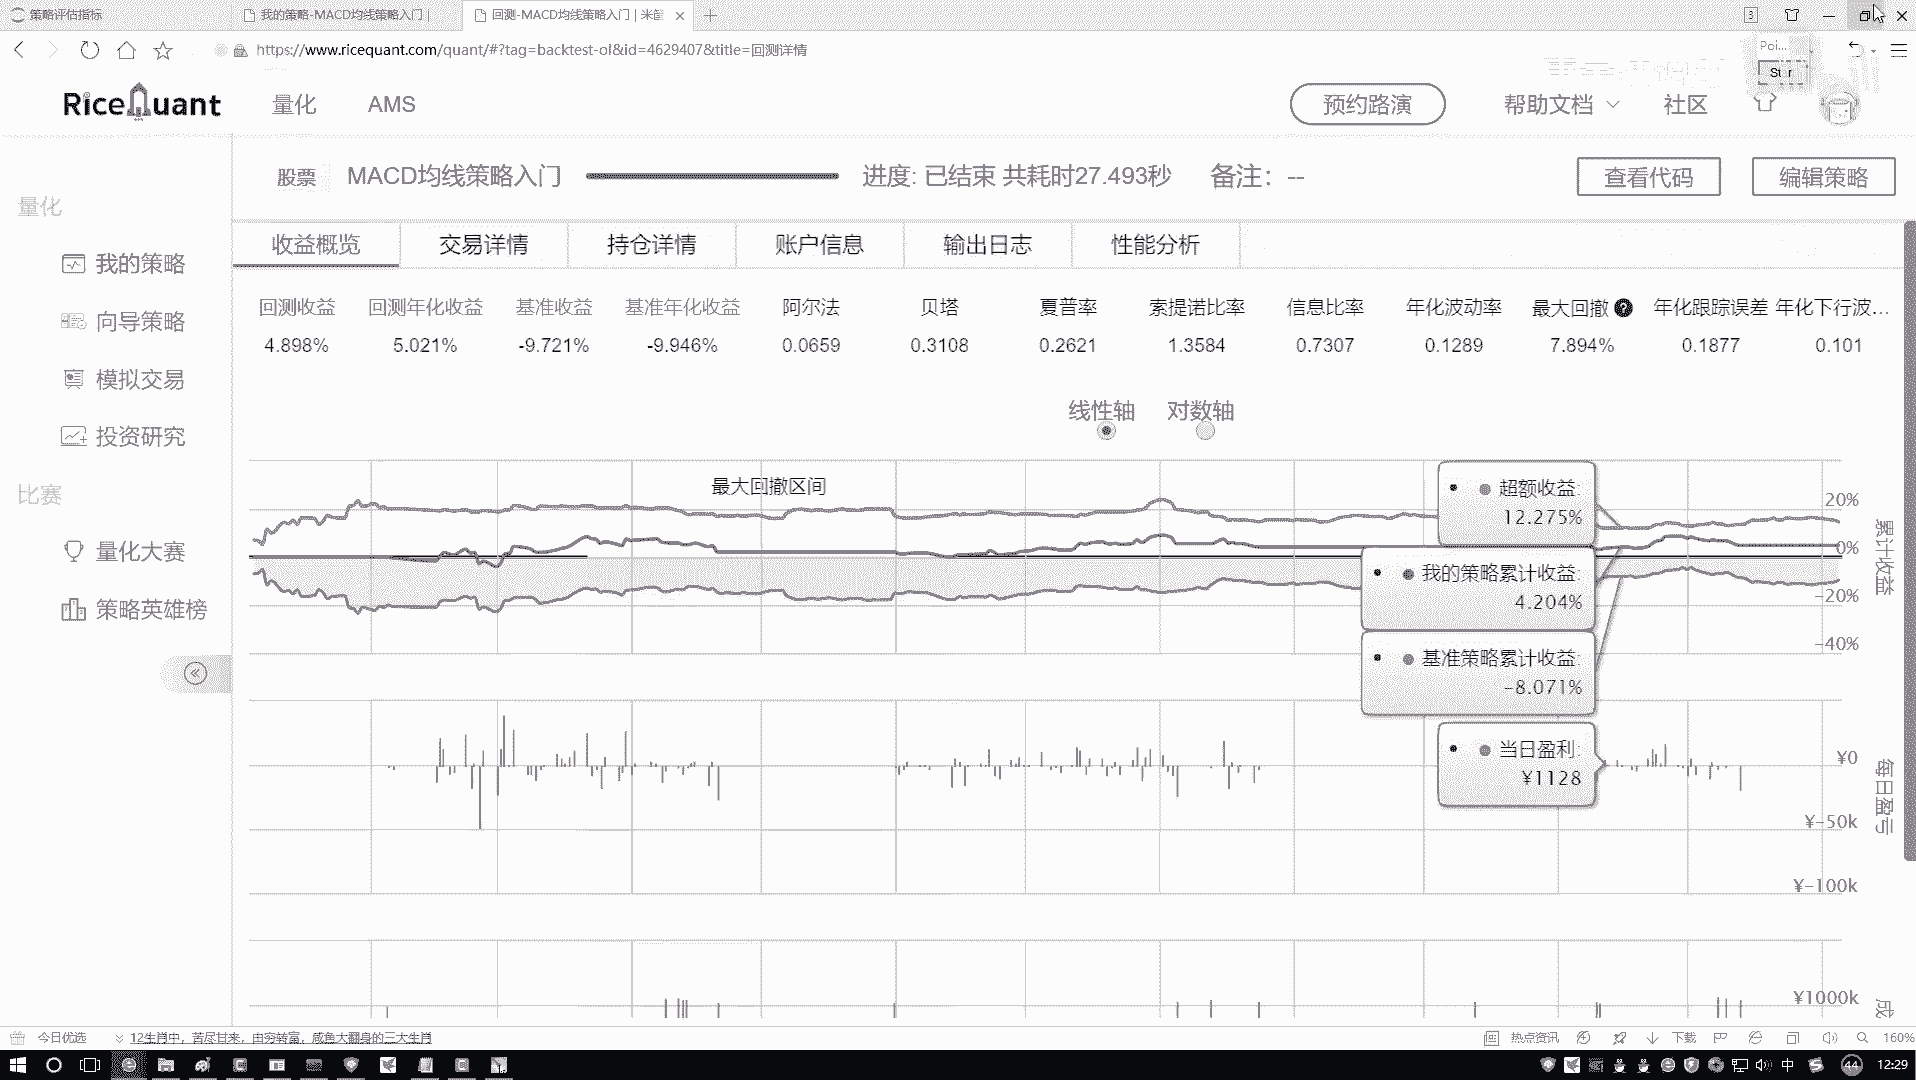 策略评估指标
我的策略-MACD均线策略入门 |
回测-MACD均线策略入门 | 米筐
3
https://www.ricequant.com/quant/#?tag=backtest-ol&id=4629407&title=回测详情
Poi...
RiceQuant
量化
AMS
预约路演
帮助文档
社区
股票
MACD均线策略入门
进度: 已结束 共耗时27.493秒
备注: --
查看代码
编辑策略
量化
我的策略
向导策略
模拟交易
投资研究
比赛
量化大赛
策略英雄榜
收益概览
交易详情
持仓详情
账户信息
输出日志
性能分析
回测收益 回测年化收益 基准收益 基准年化收益 阿尔法 贝塔 夏普率 索提诺比率 信息比率 年化波动率 最大回撤 年化跟踪误差 年化下行波...
4.898% 5.021% -9.721% -9.946% 0.0659 0.3108 0.2621 1.3584 0.7307 0.1289 7.894% 0.1877 0.101
线性轴 对数轴
最大回撤区间
超额收益:
12.275%
我的策略累计收益:
4.204%
基准策略累计收益:
-8.071%
当日盈利:
¥1128
20%
0%
-20%
-40%
累计收益
¥0
¥-50k
¥-100k
每日盈亏
¥1000k
成
今日优选
12生肖中，苦尽甘来，由穷转富，咸鱼大翻身的三大生肖
热点资讯
下载
160%
中
44
12:29